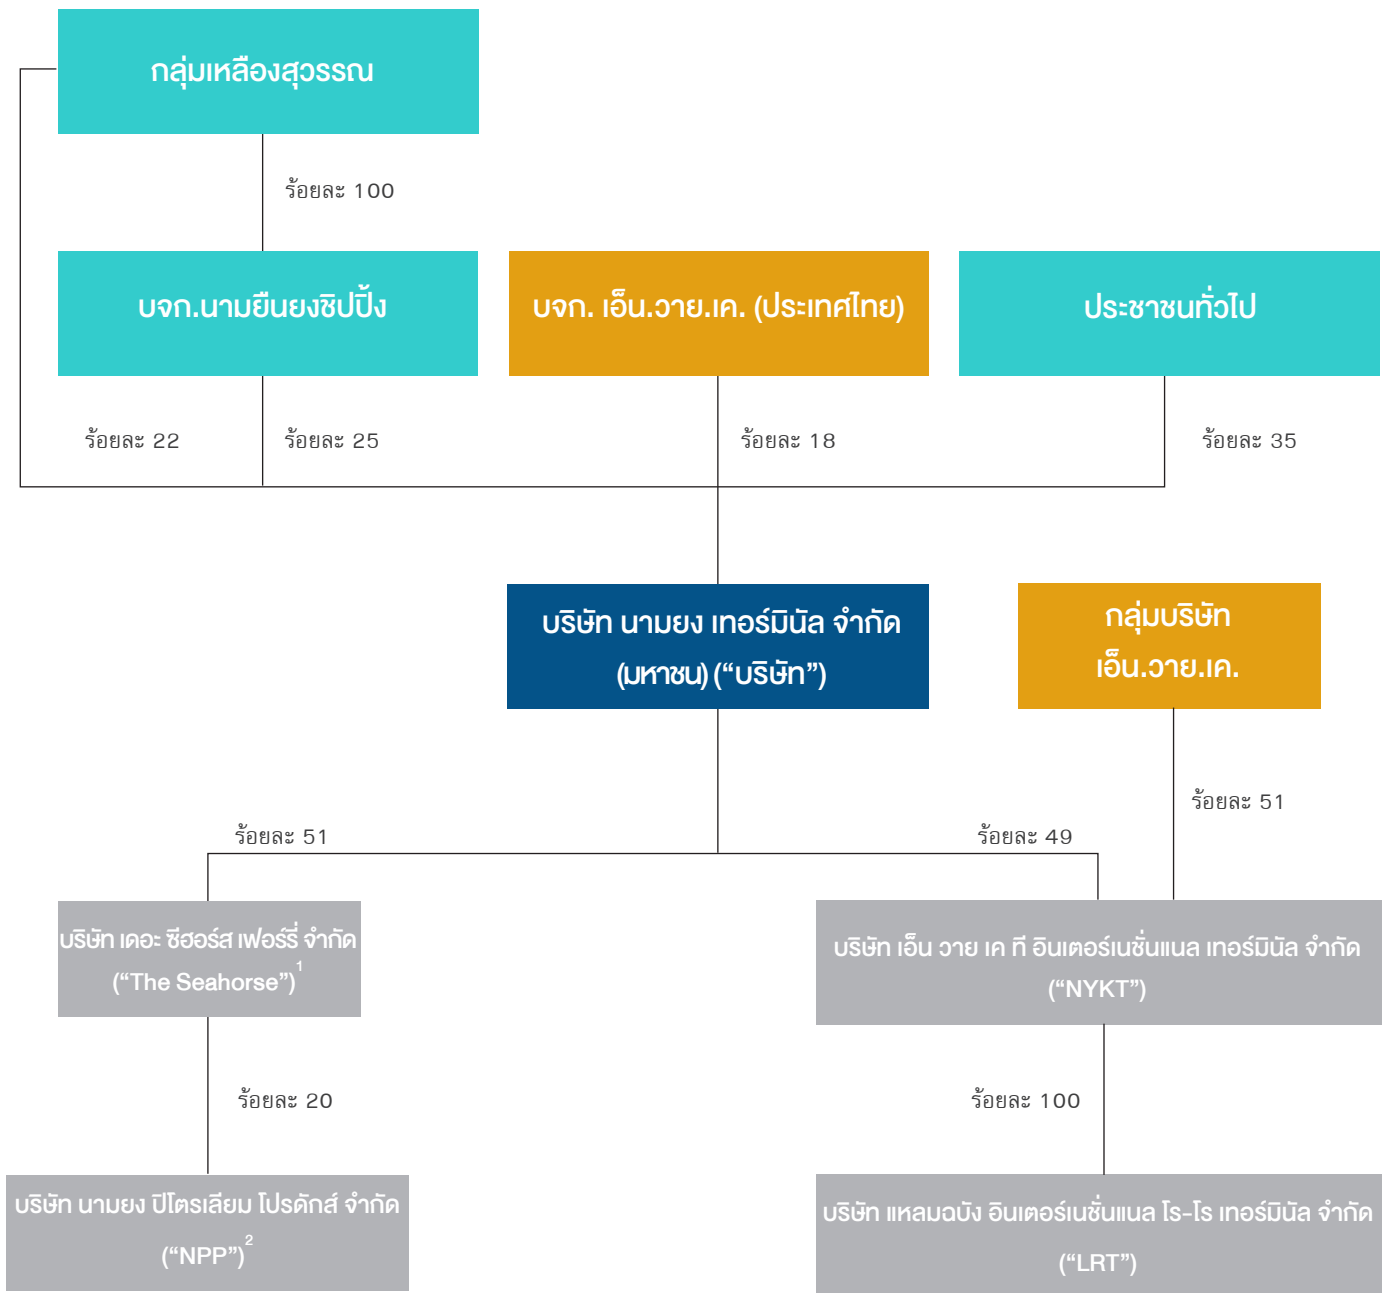 กลุ่มเหลืองสุวรรณ
ร้อยละ 100
บจก.นามยืนยงชิปปิ้ง
บจก. เอ็น.วาย.เค. (ประเทศไทย)
ประชาชนทั่วไป
ร้อยละ 22
ร้อยละ 25
ร้อยละ 18
ร้อยละ 35
บริษัท นามยง เทอร์มินัล จำกัด
(มหาชน) (“บริษัท”)
กลุ่มบริษัท
เอ็น.วาย.เค.
ร้อยละ 51
ร้อยละ 51
ร้อยละ 49
บริษัท เดอะ ซีฮอร์ส เฟอร์รี่ จำกัด
(“The Seahorse”)¹
บริษัท เอ็น วาย เค ที อินเตอร์เนชั่นแนล เทอร์มินัล จำกัด
(“NYKT”)
ร้อยละ 20
ร้อยละ 100
บริษัท นามยง ปิโตรเลียม โปรดักส์ จำกัด
(“NPP”)²
บริษัท แหลมฉบัง อินเตอร์เนชั่นแนล โร-โร เทอร์มินัล จำกัด
(“LRT”)